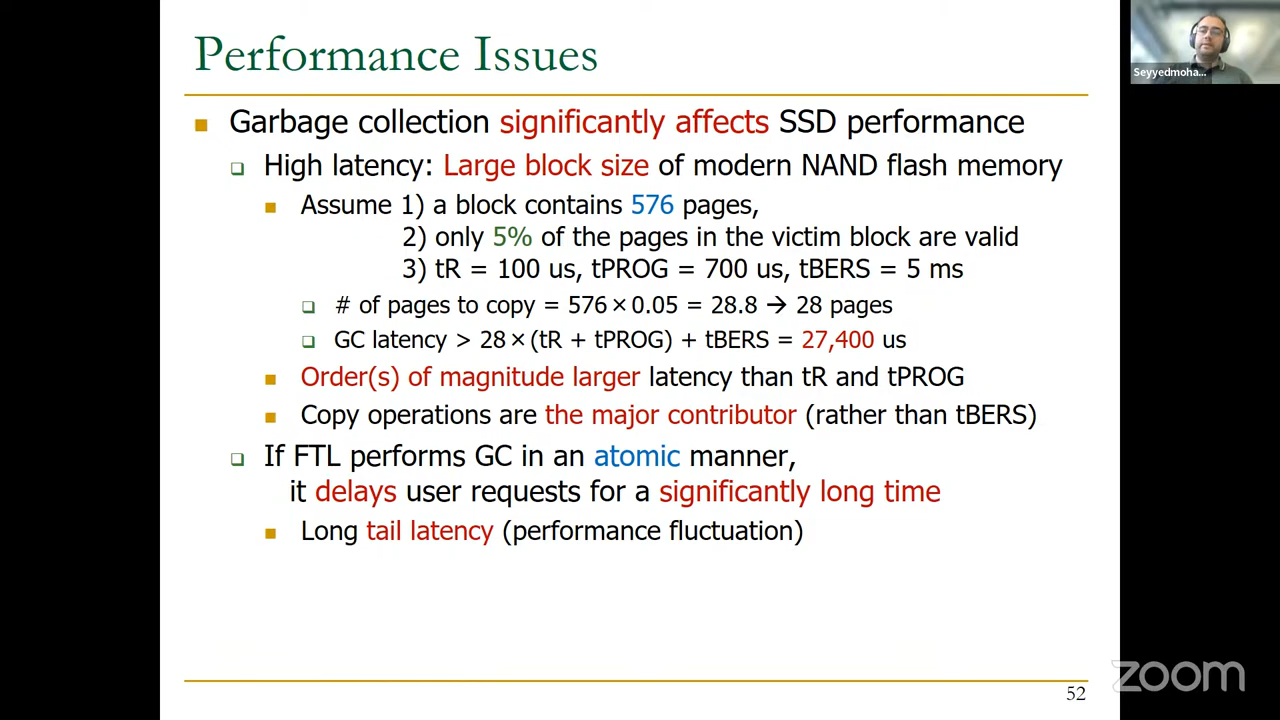 Performance Issues
Garbage collection significantly affects SSD performance
High latency: Large block size of modern NAND flash memory
Assume 1) a block contains 576 pages,
2) only 5% of the pages in the victim block are valid
3) tR = 100 us, tPROG = 700 us, tBERS = 5 ms
# of pages to copy = 576×0.05 = 28.8 → 28 pages
GC latency > 28×(tR + tPROG) + tBERS = 27,400 us
Order(s) of magnitude larger latency than tR and tPROG
Copy operations are the major contributor (rather than tBERS)
If FTL performs GC in an atomic manner,
it delays user requests for a significantly long time
Long tail latency (performance fluctuation)
52
Seyyedmoha...
zoom